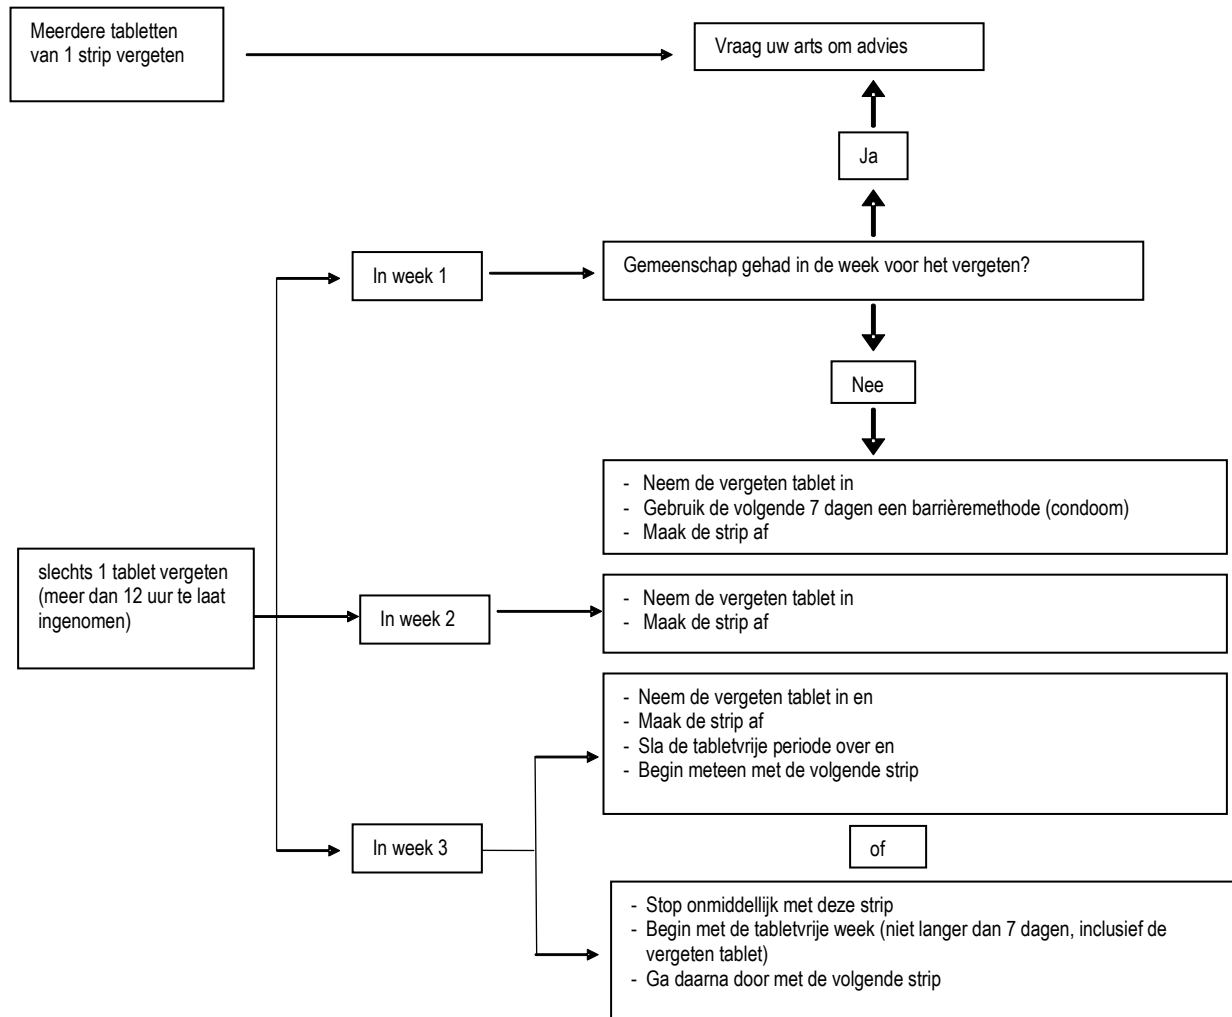 Meerdere tabletten
van 1 strip vergeten
Vraag uw arts om advies
Ja
In week 1
Gemeenschap gehad in de week voor het vergeten?
Nee
- Neem de vergeten tablet in
- Gebruik de volgende 7 dagen een barrièremethode (condoom)
- Maak de strip af
slechts 1 tablet vergeten
(meer dan 12 uur te laat
ingenomen)
In week 2
- Neem de vergeten tablet in
- Maak de strip af
- Neem de vergeten tablet in en
- Maak de strip af
- Sla de tabletvrije periode over en
- Begin meteen met de volgende strip
In week 3
of
- Stop onmiddellijk met deze strip
- Begin met de tabletvrije week (niet langer dan 7 dagen, inclusief de
vergeten tablet)
- Ga daarna door met de volgende strip